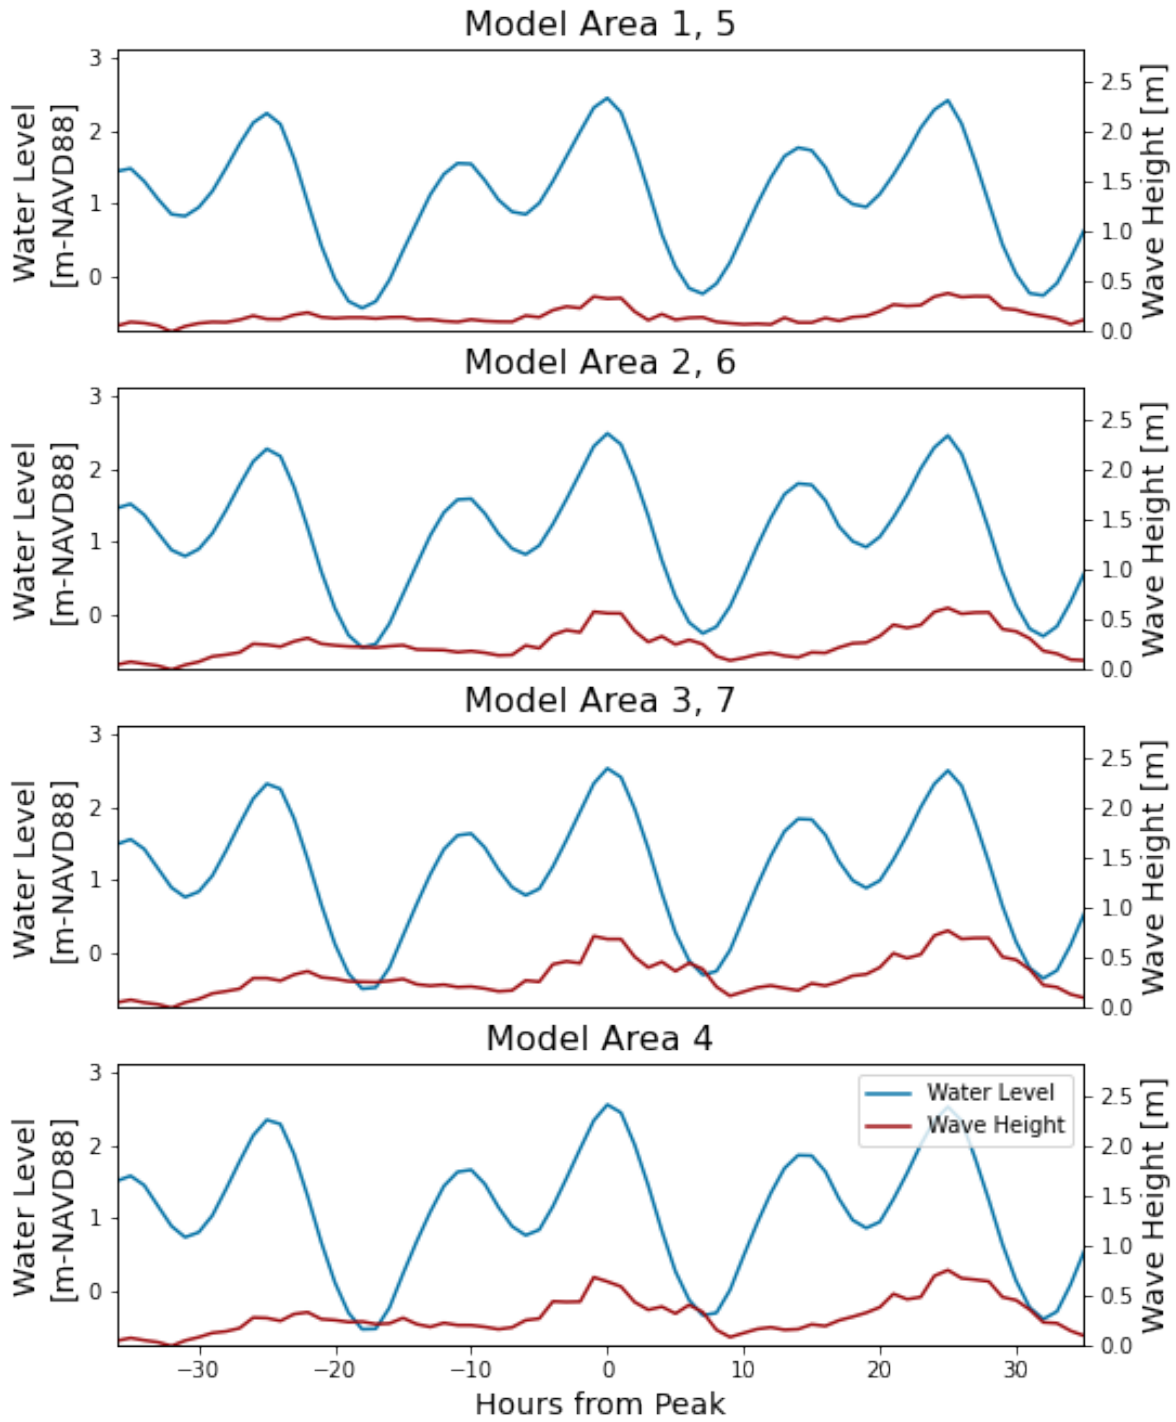 Model Area 1, 5
Water Level
[m-NAVD88]
3
2
1
0
2.5
2.0
1.5
1.0
0.5
0.0
Wave Height [m]
Model Area 2, 6
Water Level
[m-NAVD88]
3
2
1
0
2.5
2.0
1.5
1.0
0.5
0.0
Wave Height [m]
Model Area 3, 7
Water Level
[m-NAVD88]
3
2
1
0
2.5
2.0
1.5
1.0
0.5
0.0
Wave Height [m]
Model Area 4
Water Level
[m-NAVD88]
3
2
1
0
Water Level
Wave Height
2.5
2.0
1.5
1.0
0.5
0.0
Wave Height [m]
−30
−20
−10
0
10
20
30
Hours from Peak